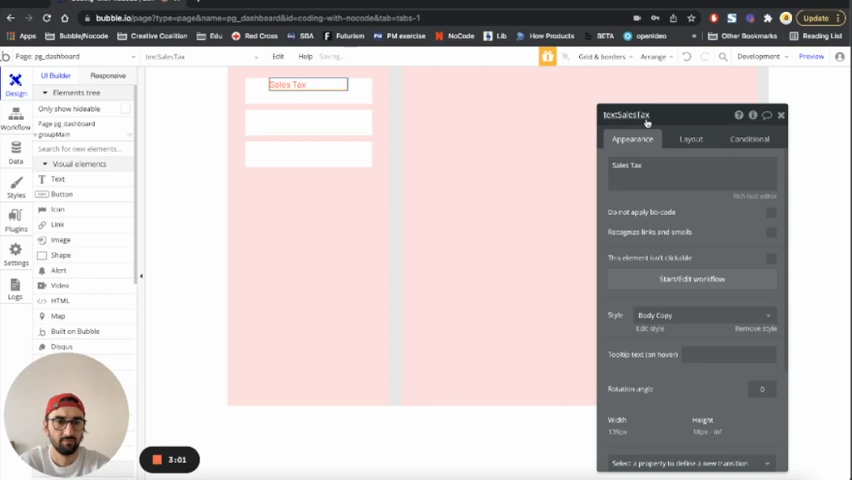 bubble.io/page?type=page&name=pg_dashboard&id=coding-with-nocode&tab=tabs-1
Update
Apps
Bubble/Nocode
Creative Coalition
Edu
Red Cross
SBA
Futurism
PM exercise
NoCode
Lib
How Products
BUBBLE
openideo
Other Bookmarks
Reading List
Page: pg_dashboard
textSalesTax
Edit
Help
Saving...
Grid & borders
Arrange
Development
Preview
Design
Workflow
Data
Styles
Plugins
Settings
Logs
UI Builder
Responsive
Elements tree
Only show hideable
Page pg_dashboard
groupMain
Search for new elements...
Visual elements
Text
Button
Icon
Link
Image
Shape
Alert
Video
HTML
Map
Built on Bubble
Disqus
Sales Tax
textSalesTax
Appearance
Layout
Conditional
Sales Tax
Rich text editor
Do not apply bb-code
Recognize links and emails
This element isn't clickable
Start/Edit workflow
Style
Body Copy
Edit style
Remove style
Tooltip text (on hover)
Rotation angle
0
Width
Height
139px
18px - inf
Select a property to define a new transition
3:01